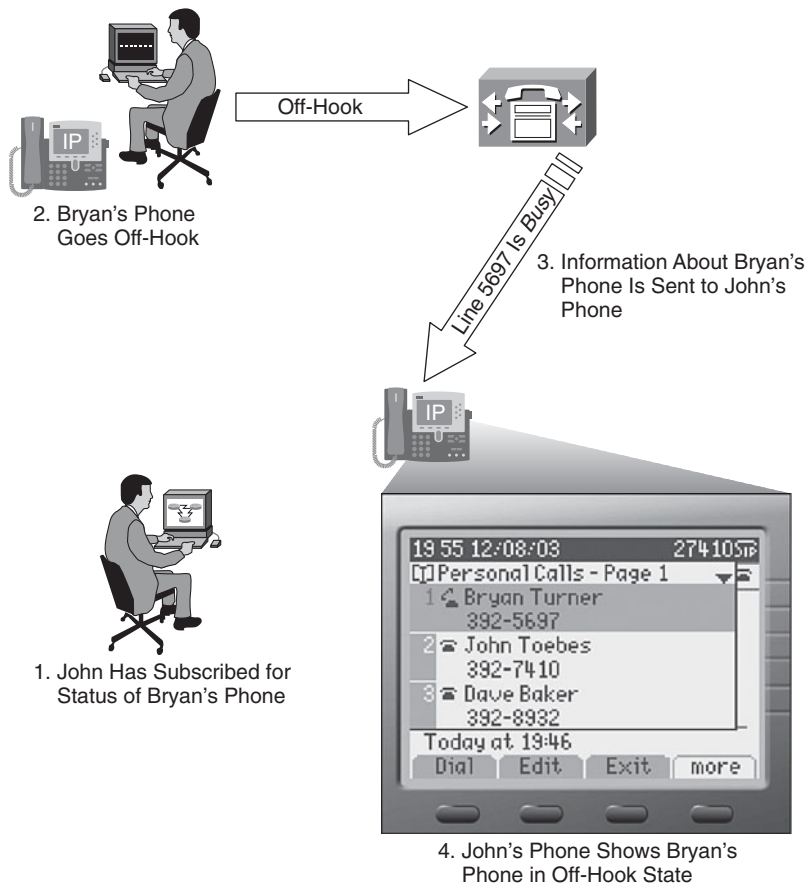 Off-Hook
IP
2. Bryan's Phone
Goes Off-Hook
Line 5697 Is Busy
3. Information About Bryan's
Phone Is Sent to John's
Phone
IP
1. John Has Subscribed for
Status of Bryan's Phone
19 55 12/08/03 27410
Personal Calls - Page 1
1 Bryan Turner
392-5697
2 John Toebes
392-7410
3 Dave Baker
392-8932
Today at 19:46
Dial Edit Exit more
4. John's Phone Shows Bryan's
Phone in Off-Hook State